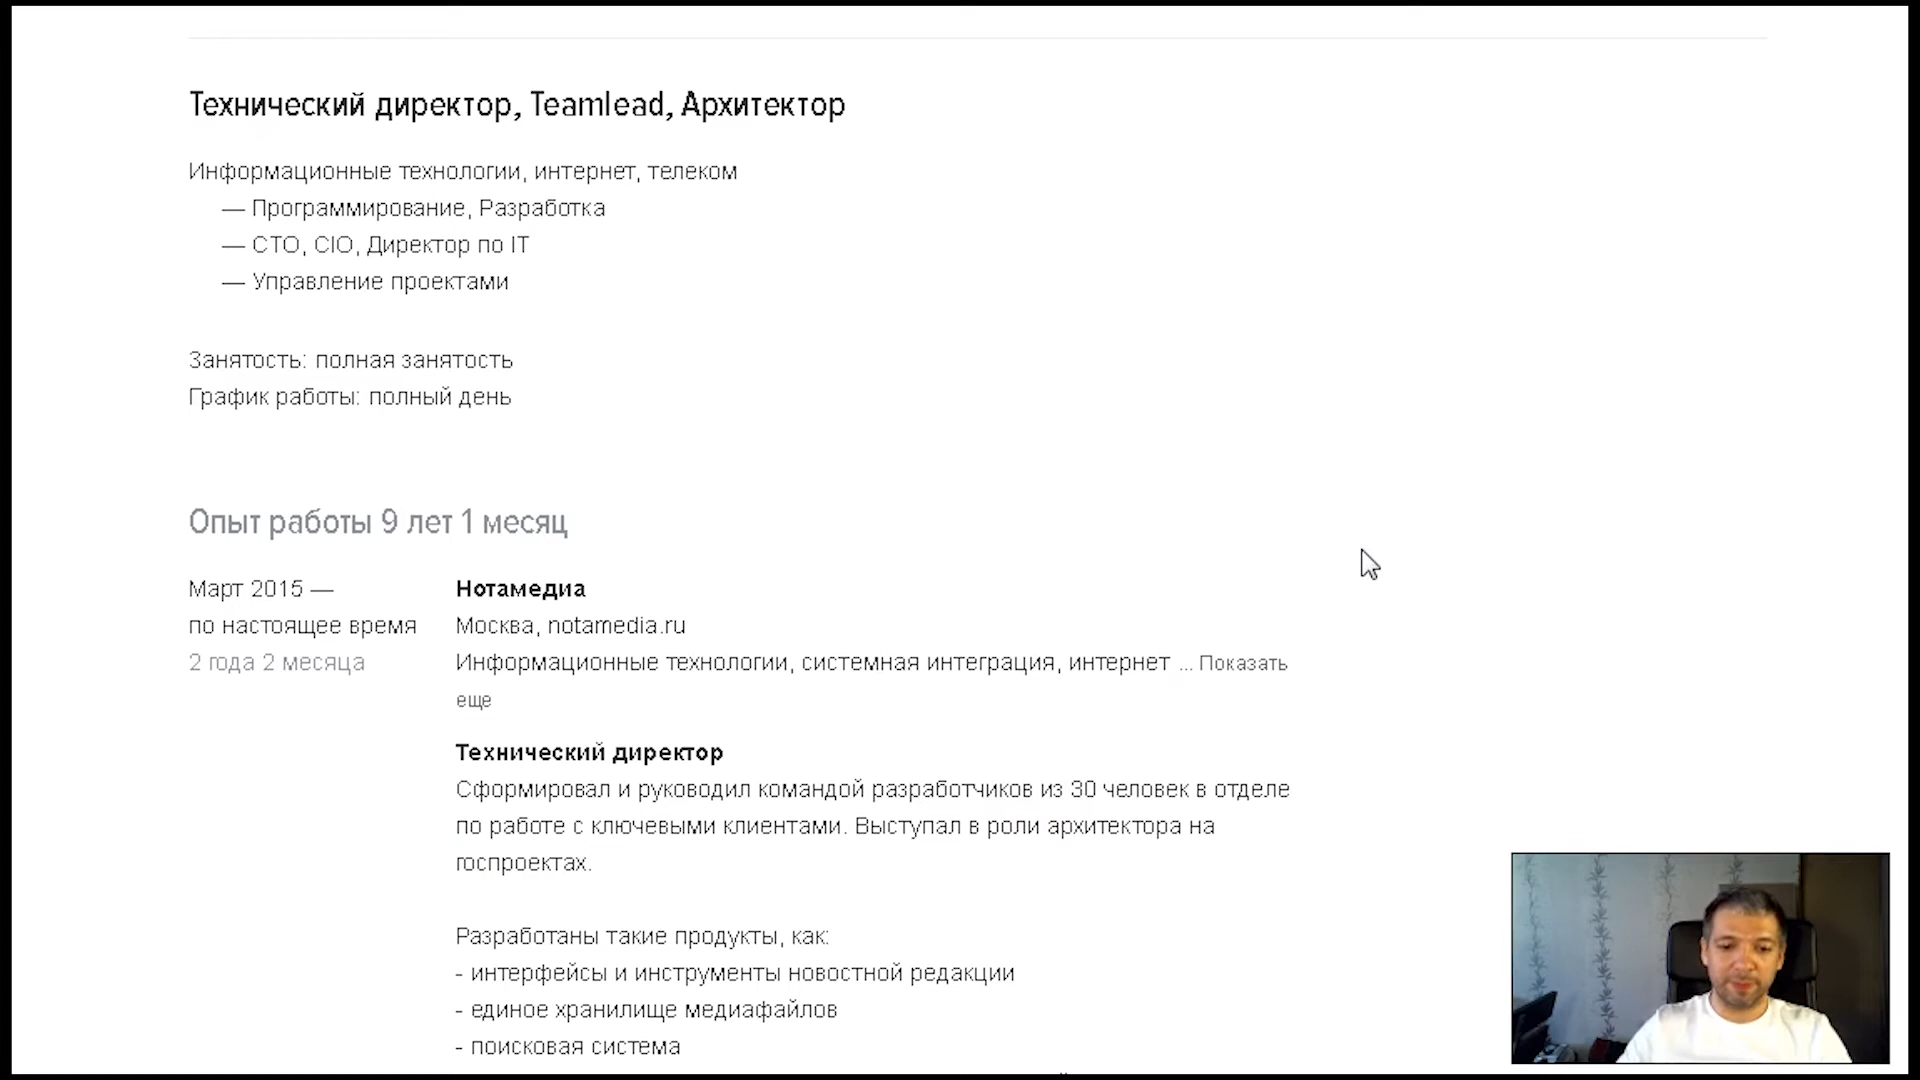 Технический директор, Teamlead, Архитектор
Информационные технологии, интернет, телеком
— Программирование, Разработка
— CTO, CIO, Директор по IT
— Управление проектами
Занятость: полная занятость
График работы: полный день
Опыт работы 9 лет 1 месяц
Март 2015 —
по настоящее время
2 года 2 месяца
Нотамедиа
Москва, notamedia.ru
Информационные технологии, системная интеграция, интернет ... Показать
еще
Технический директор
Сформировал и руководил командой разработчиков из 30 человек в отделе
по работе с ключевыми клиентами. Выступал в роли архитектора на
госпроектах.
Разработаны такие продукты, как:
- интерфейсы и инструменты новостной редакции
- единое хранилище медиафайлов
- поисковая система